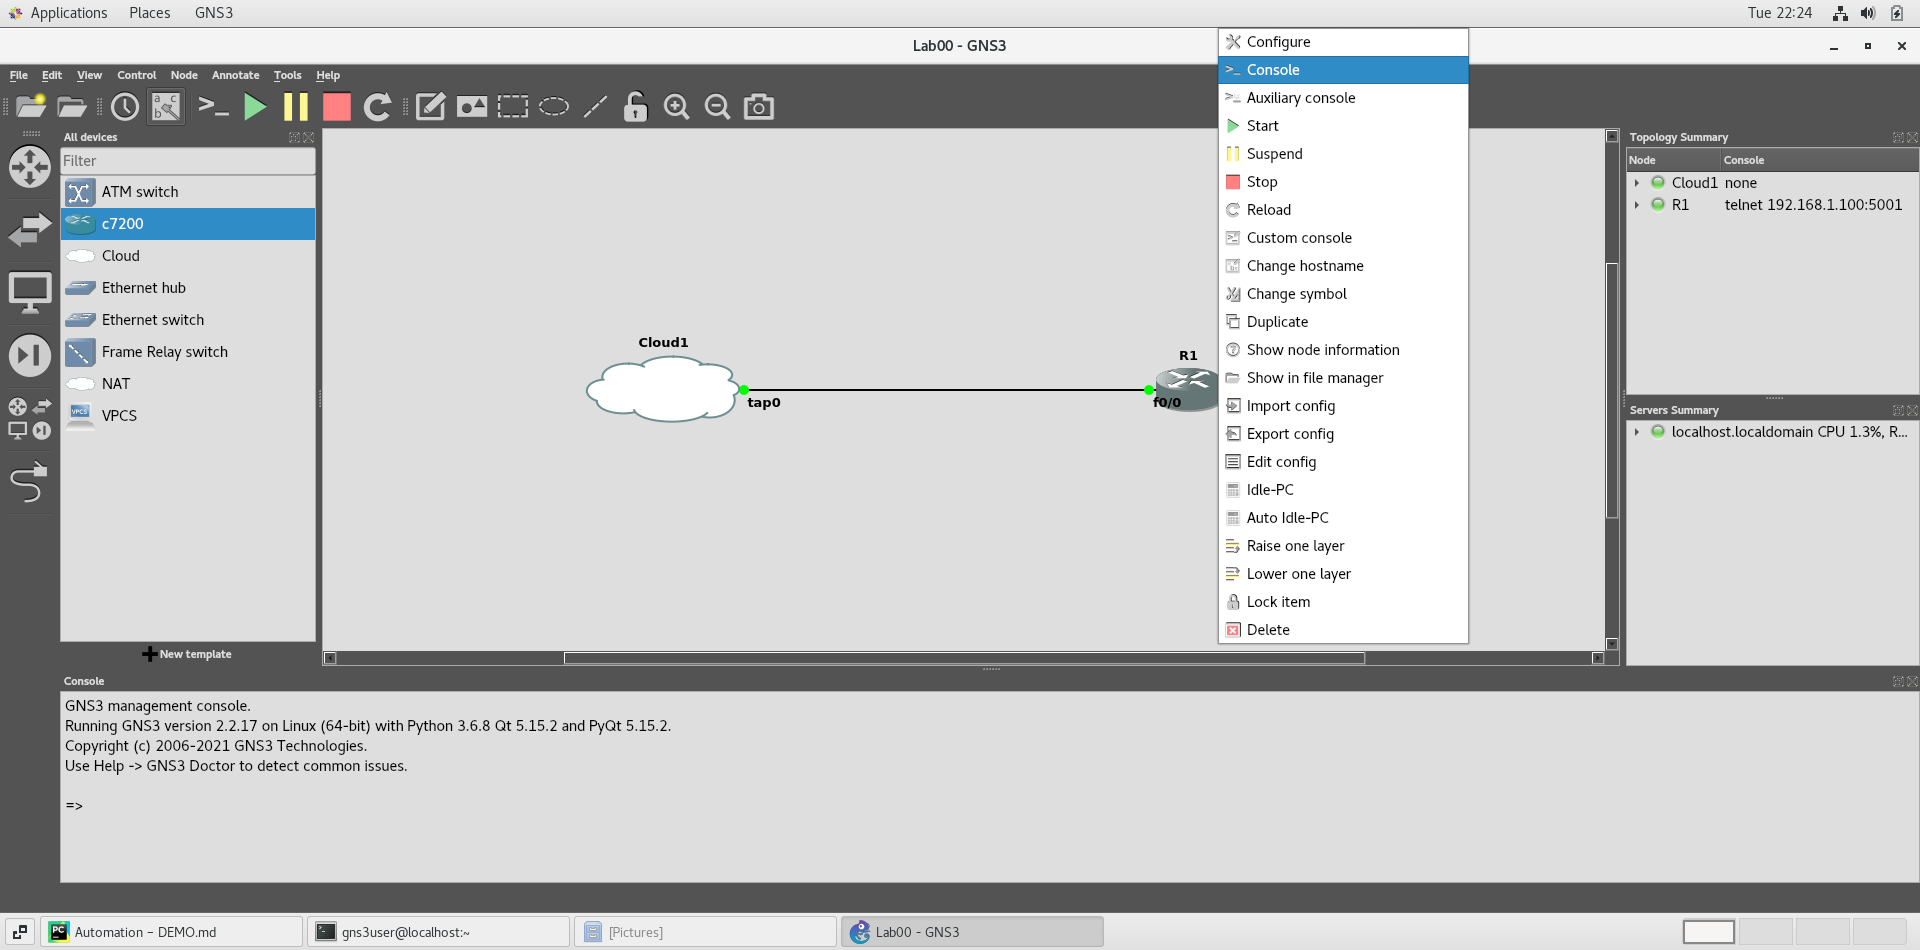 Applications Places GNS3 Tue 22:24
Lab00 - GNS3
File Edit View Control Node Annotate Tools Help
All devices
Filter
ATM switch
c7200
Cloud
Ethernet hub
Ethernet switch
Frame Relay switch
NAT
VPCS
New template
Cloud1
tap0
R1
f0/0
Configure
Console
Auxiliary console
Start
Suspend
Stop
Reload
Custom console
Change hostname
Change symbol
Duplicate
Show node information
Show in file manager
Import config
Export config
Edit config
Idle-PC
Auto Idle-PC
Raise one layer
Lower one layer
Lock item
Delete
Topology Summary
Node Console
Cloud1 none
R1 telnet 192.168.1.100:5001
Servers Summary
localhost.localdomain CPU 1.3%, R...
Console
GNS3 management console.
Running GNS3 version 2.2.17 on Linux (64-bit) with Python 3.6.8 Qt 5.15.2 and PyQt 5.15.2.
Copyright (c) 2006-2021 GNS3 Technologies.
Use Help -> GNS3 Doctor to detect common issues.
=>
Automation – DEMO.md
gns3user@localhost:~
[Pictures]
Lab00 - GNS3